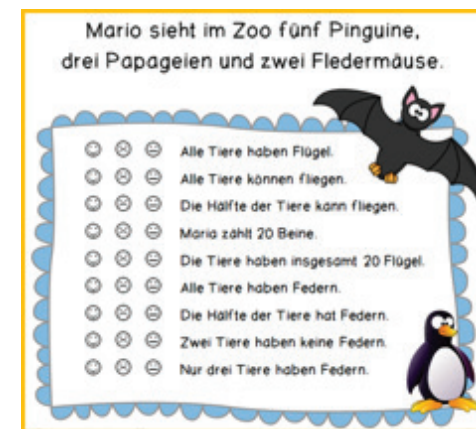 Mario sieht im Zoo fünf Pinguine,
drei Papageien und zwei Fledermäuse.
Alle Tiere haben Flügel.
Alle Tiere können fliegen.
Die Hälfte der Tiere kann fliegen.
Maria zählt 20 Beine.
Die Tiere haben insgesamt 20 Flügel.
Alle Tiere haben Federn.
Die Hälfte der Tiere hat Federn.
Zwei Tiere haben keine Federn.
Nur drei Tiere haben Federn.